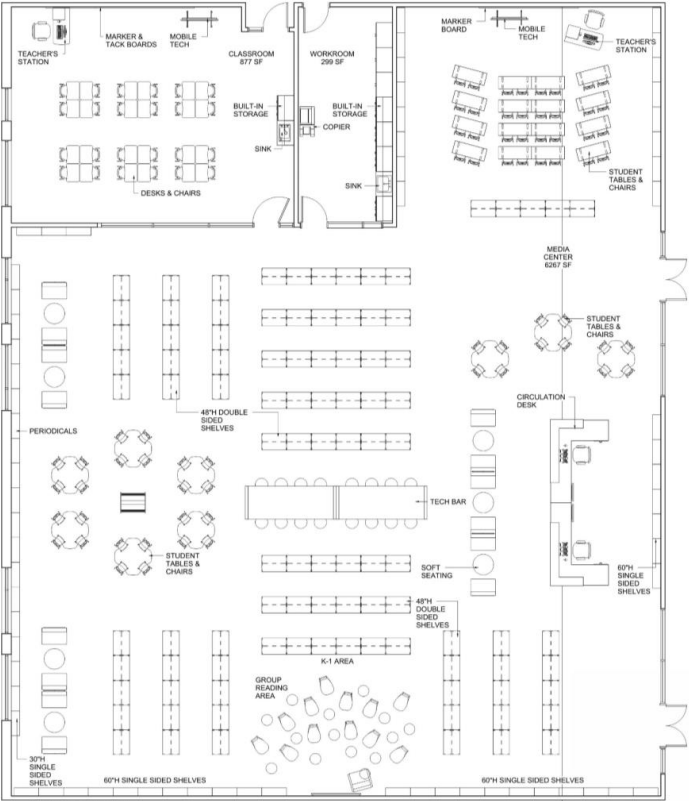 TEACHER'S
STATION
MARKER &
TACK BOARDS
MOBILE
TECH
CLASSROOM
877 SF
WORKROOM
299 SF
MARKER
BOARD
MOBILE
TECH
TEACHER'S
STATION
BUILT-IN
STORAGE
BUILT-IN
STORAGE
COPIER
SINK
SINK
DESKS & CHAIRS
STUDENT
TABLES &
CHAIRS
MEDIA
CENTER
6267 SF
STUDENT
TABLES &
CHAIRS
CIRCULATION
DESK
48"H DOUBLE
SIDED
SHELVES
PERIODICALS
TECH BAR
STUDENT
TABLES &
CHAIRS
SOFT
SEATING
60"H
SINGLE
SIDED
SHELVES
48"H
DOUBLE
SIDED
SHELVES
K-1 AREA
GROUP
READING
AREA
30"H
SINGLE
SIDED
SHELVES
60"H SINGLE SIDED SHELVES
60"H SINGLE SIDED SHELVES